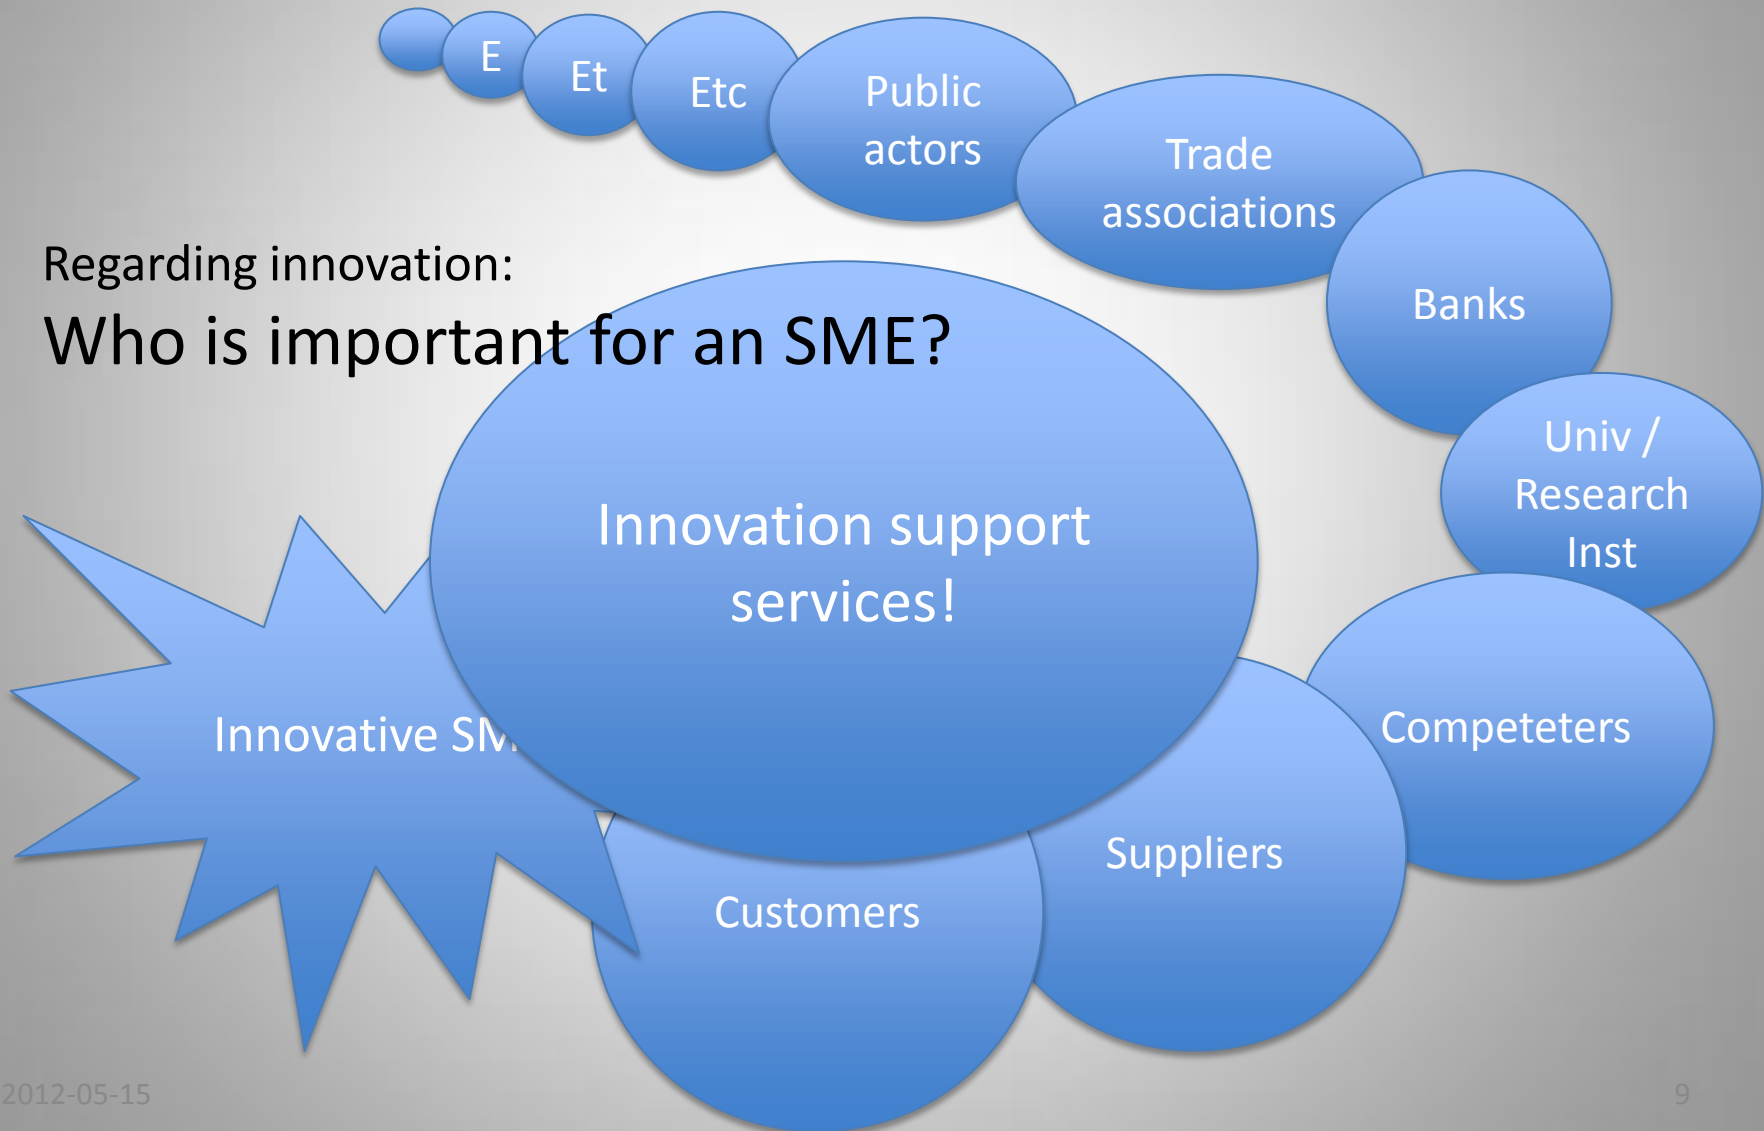 E
Et
Etc
Public
actors
Trade
associations
Banks
Regarding innovation:
Who is important for an SME?
Univ /
Research
Inst
Innovation support
services!
Innovative
Competeters
Suppliers
Customers
2012-05-15
9